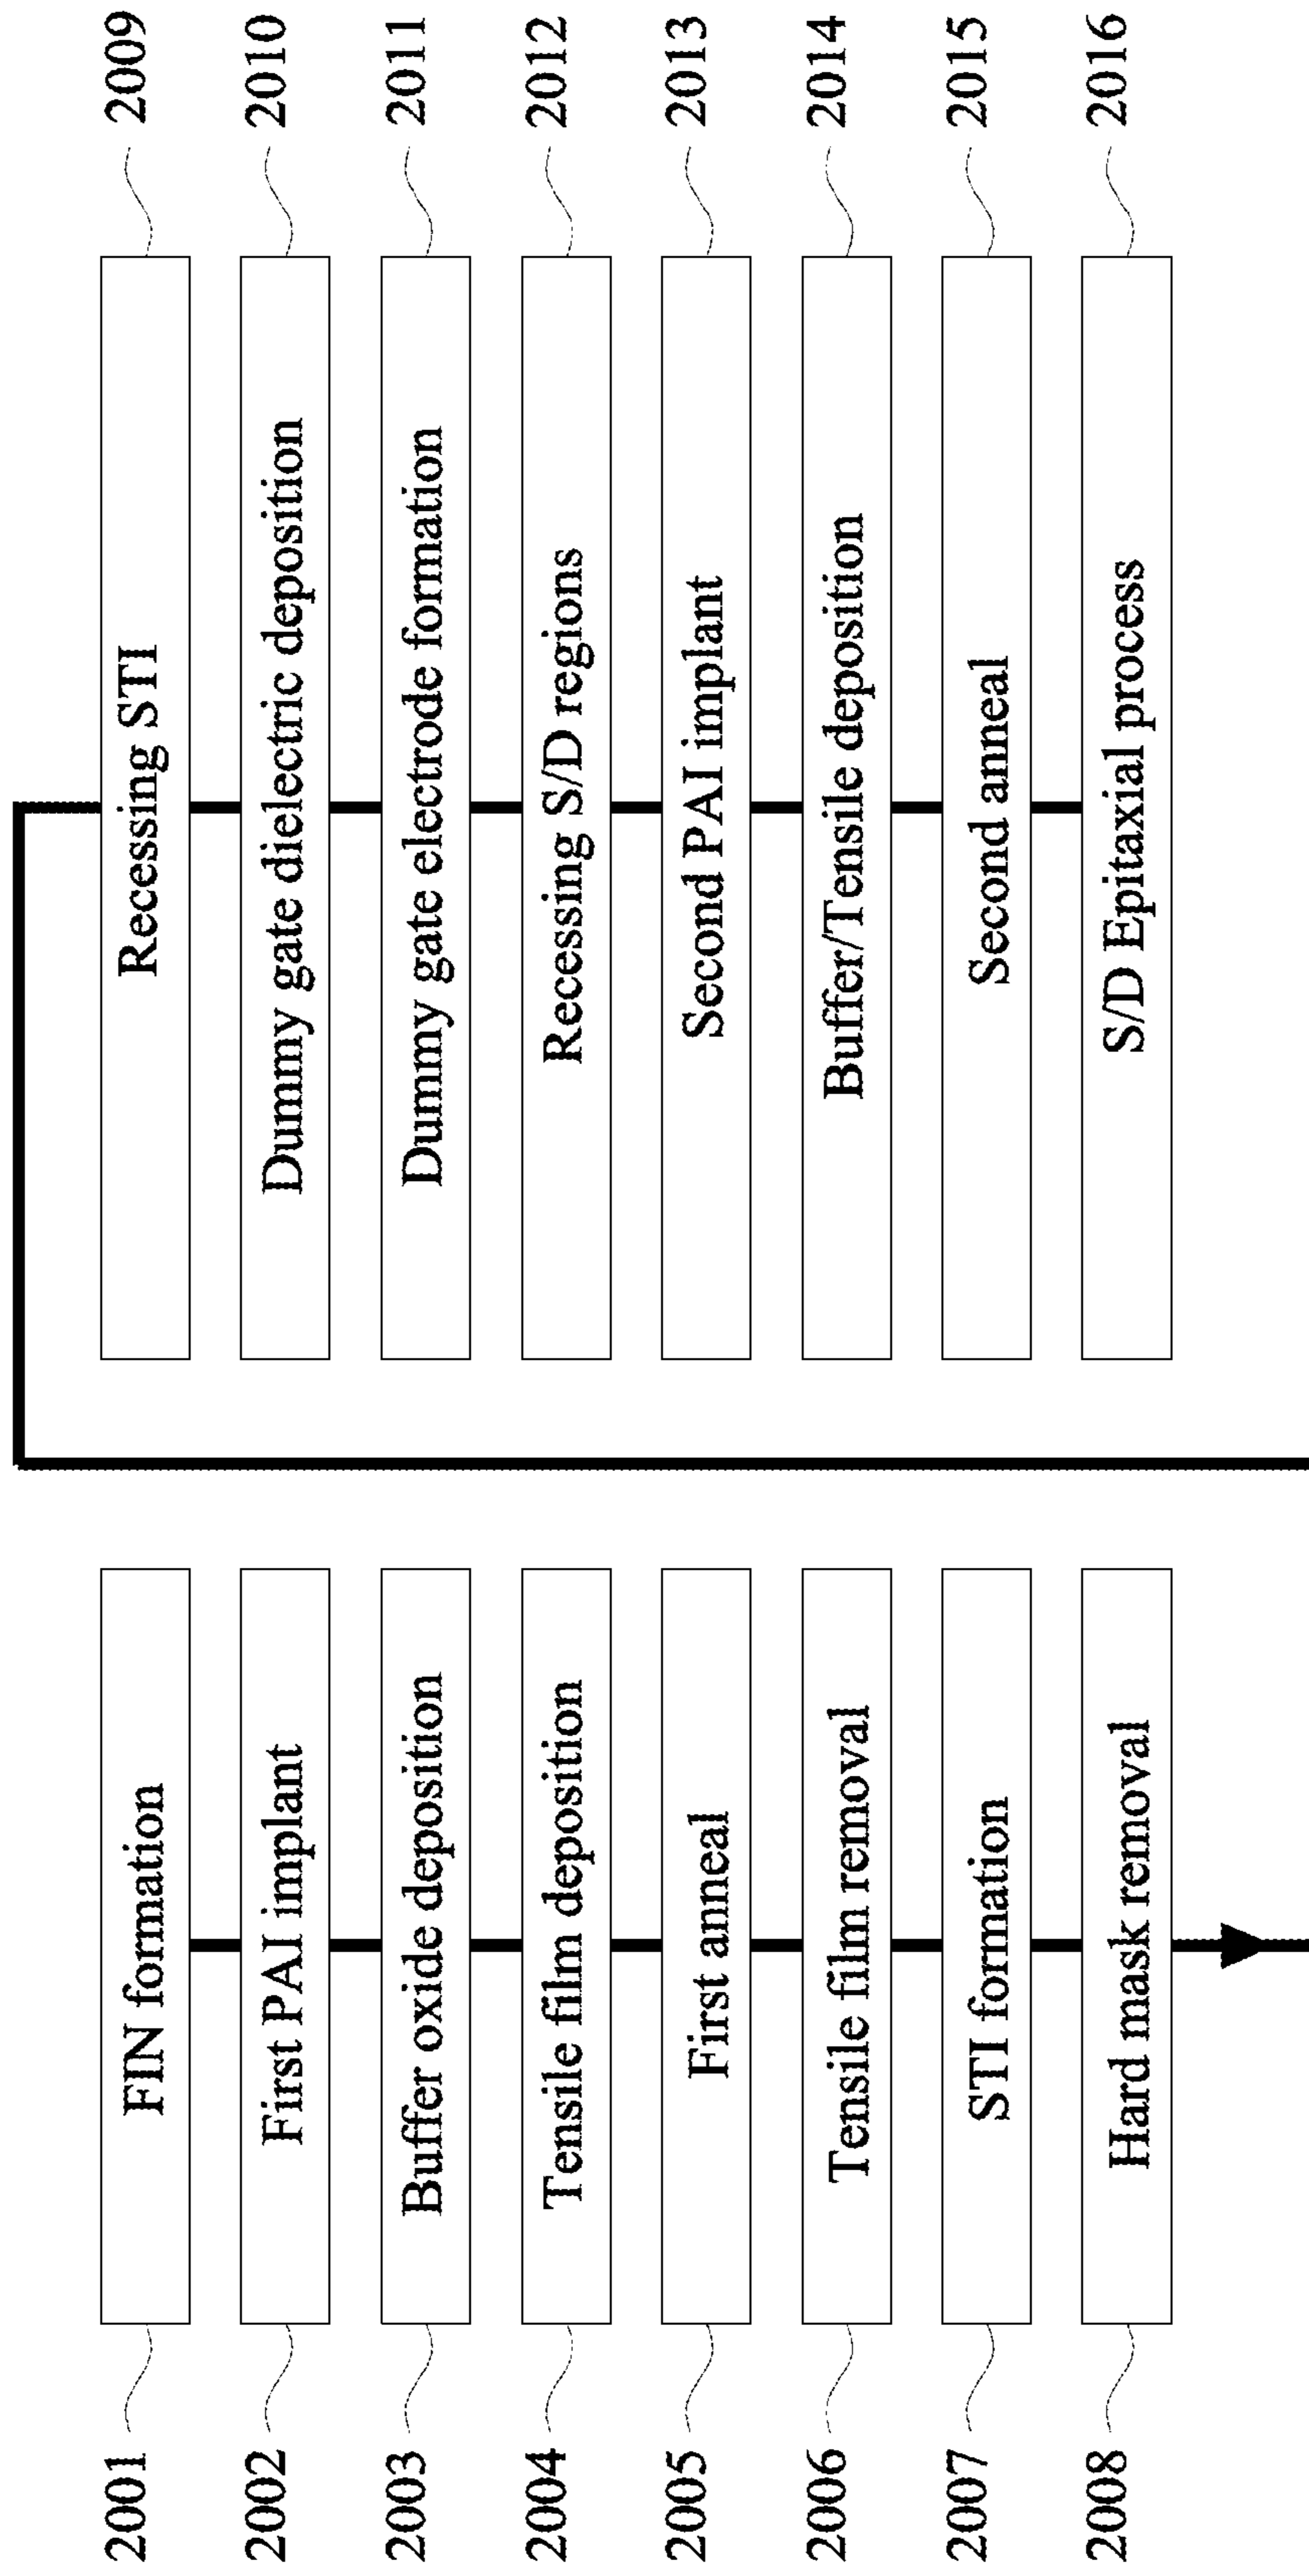 2001
FIN formation
2002
First PAI implant
2003
Buffer oxide deposition
2004
Tensile film deposition
2005
First anneal
2006
Tensile film removal
2007
STI formation
2008
Hard mask removal
Recessing STI
2009
Dummy gate dielectric deposition
2010
Dummy gate electrode formation
2011
Recessing S/D regions
2012
Second PAI implant
2013
Buffer/Tensile deposition
2014
Second anneal
2015
S/D Epitaxial process
2016